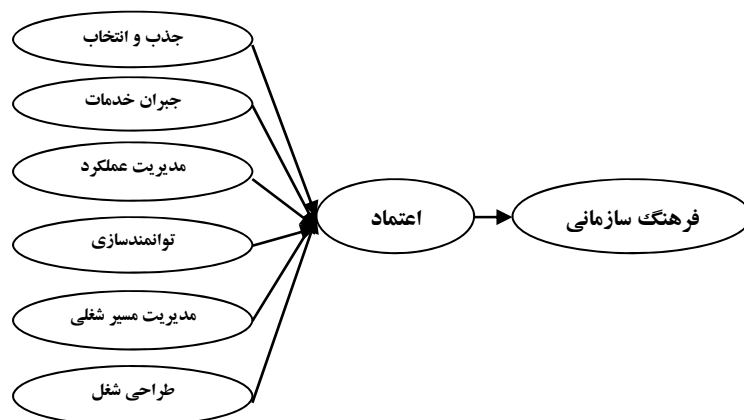 جذب و انتخاب
جبران خدمات
مدیریت عملکرد
توانمندسازی
مدیریت مسیر شغلی
طراحی شغل
اعتماد
فرهنگ سازمانی